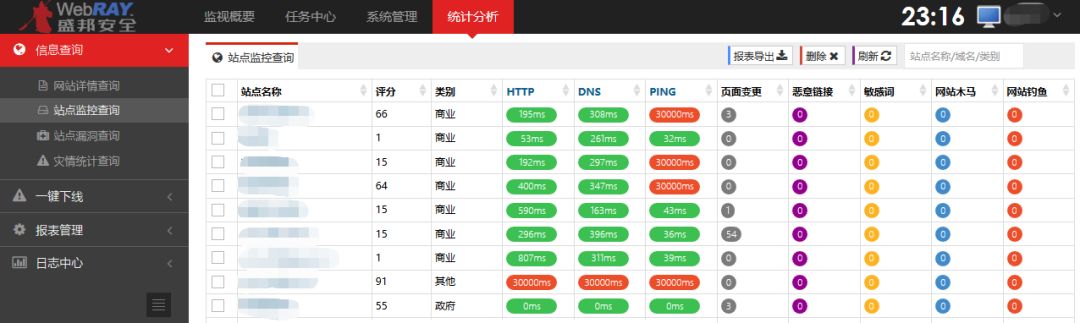 WebRAY
盛邦安全
监视概要 任务中心 系统管理 统计分析 23:16
信息查询
网站详情查询
站点监控查询
站点漏洞查询
灾情统计查询
一键下线
报表管理
日志中心
站点监控查询 报表导出 删除 刷新 站点名称/域名/类别
站点名称 评分 类别 HTTP DNS PING 页面变更 恶意链接 敏感词 网站木马 网站钓鱼
66 商业 195ms 308ms 30000ms 3 0 0 0 0
1 商业 53ms 261ms 32ms 0 0 0 0 0
15 商业 192ms 297ms 30000ms 0 0 0 0 0
64 商业 400ms 347ms 30000ms 0 0 0 0 0
15 商业 590ms 163ms 43ms 1 0 0 0 0
15 商业 296ms 396ms 36ms 54 0 0 0 0
1 商业 807ms 311ms 39ms 0 0 0 0 0
91 其他 30000ms 30000ms 30000ms 0 0 0 0 0
55 政府 0ms 0ms 0ms 3 0 0 0 0